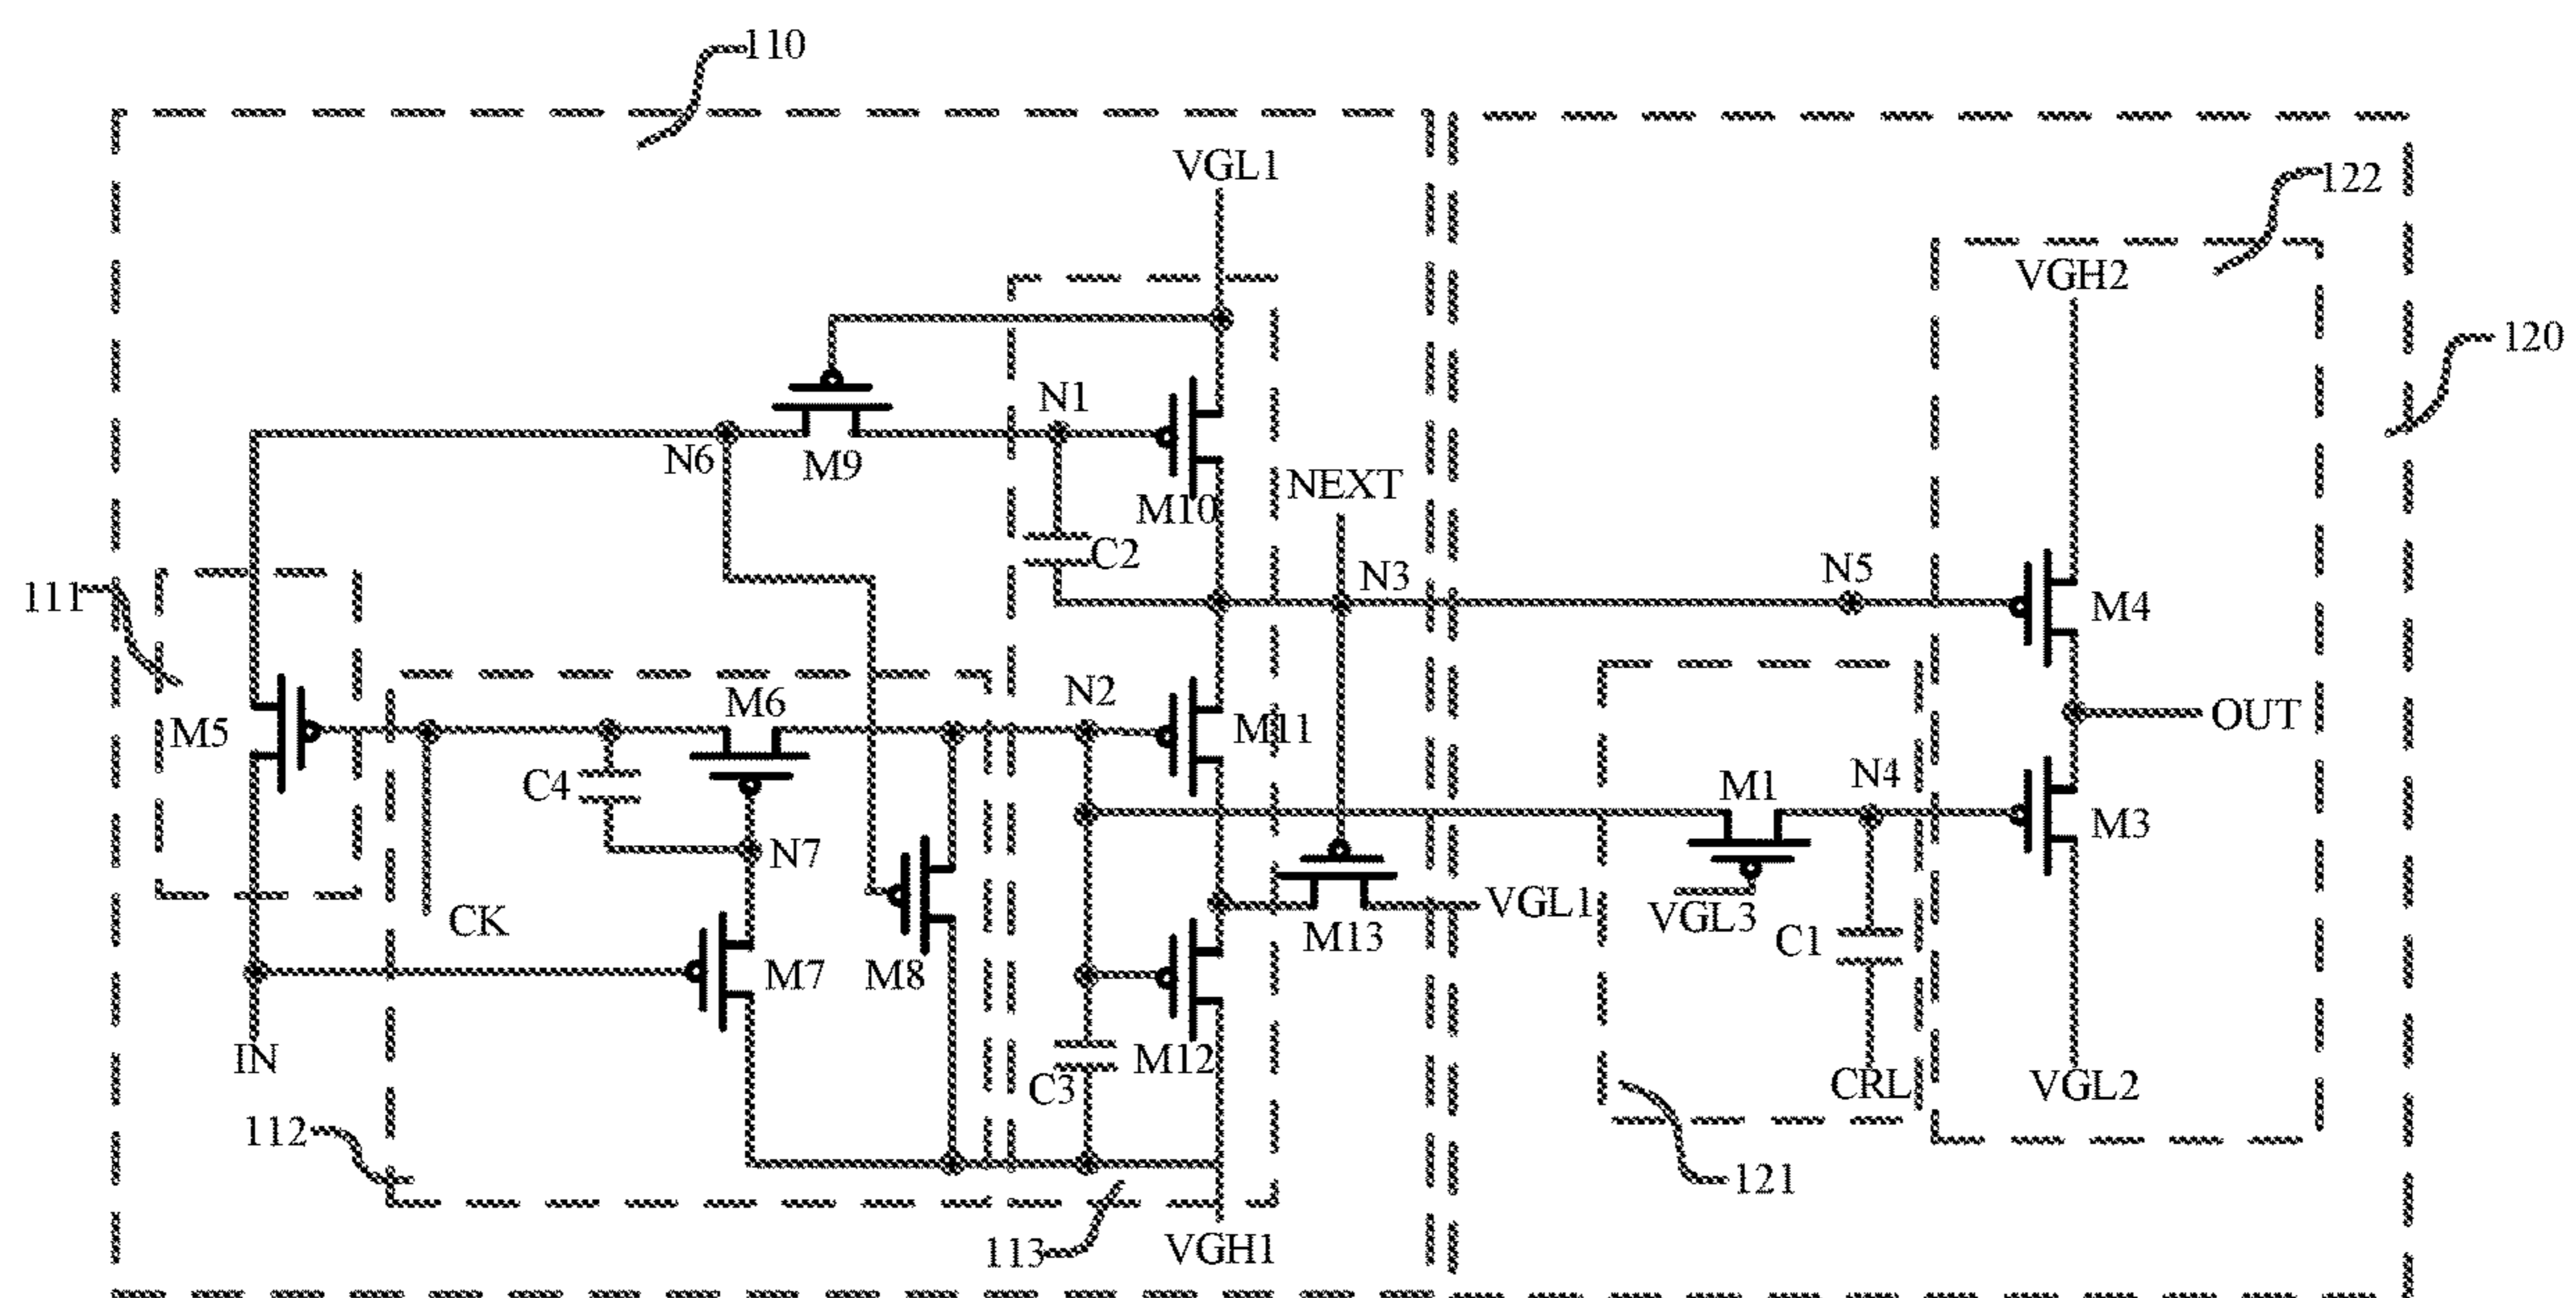 110
VGL1
122
VGH2
120
N1
N6
M9
M10
NEXT
C2
N3
N5
111
M4
M5
M6
N2
M11
OUT
C4
M1
N4
M3
N7
CK
VGL1
VGL3
M13
C1
M7
M8
IN
M12
C3
CRL
VGL2
112
121
113
VGH1